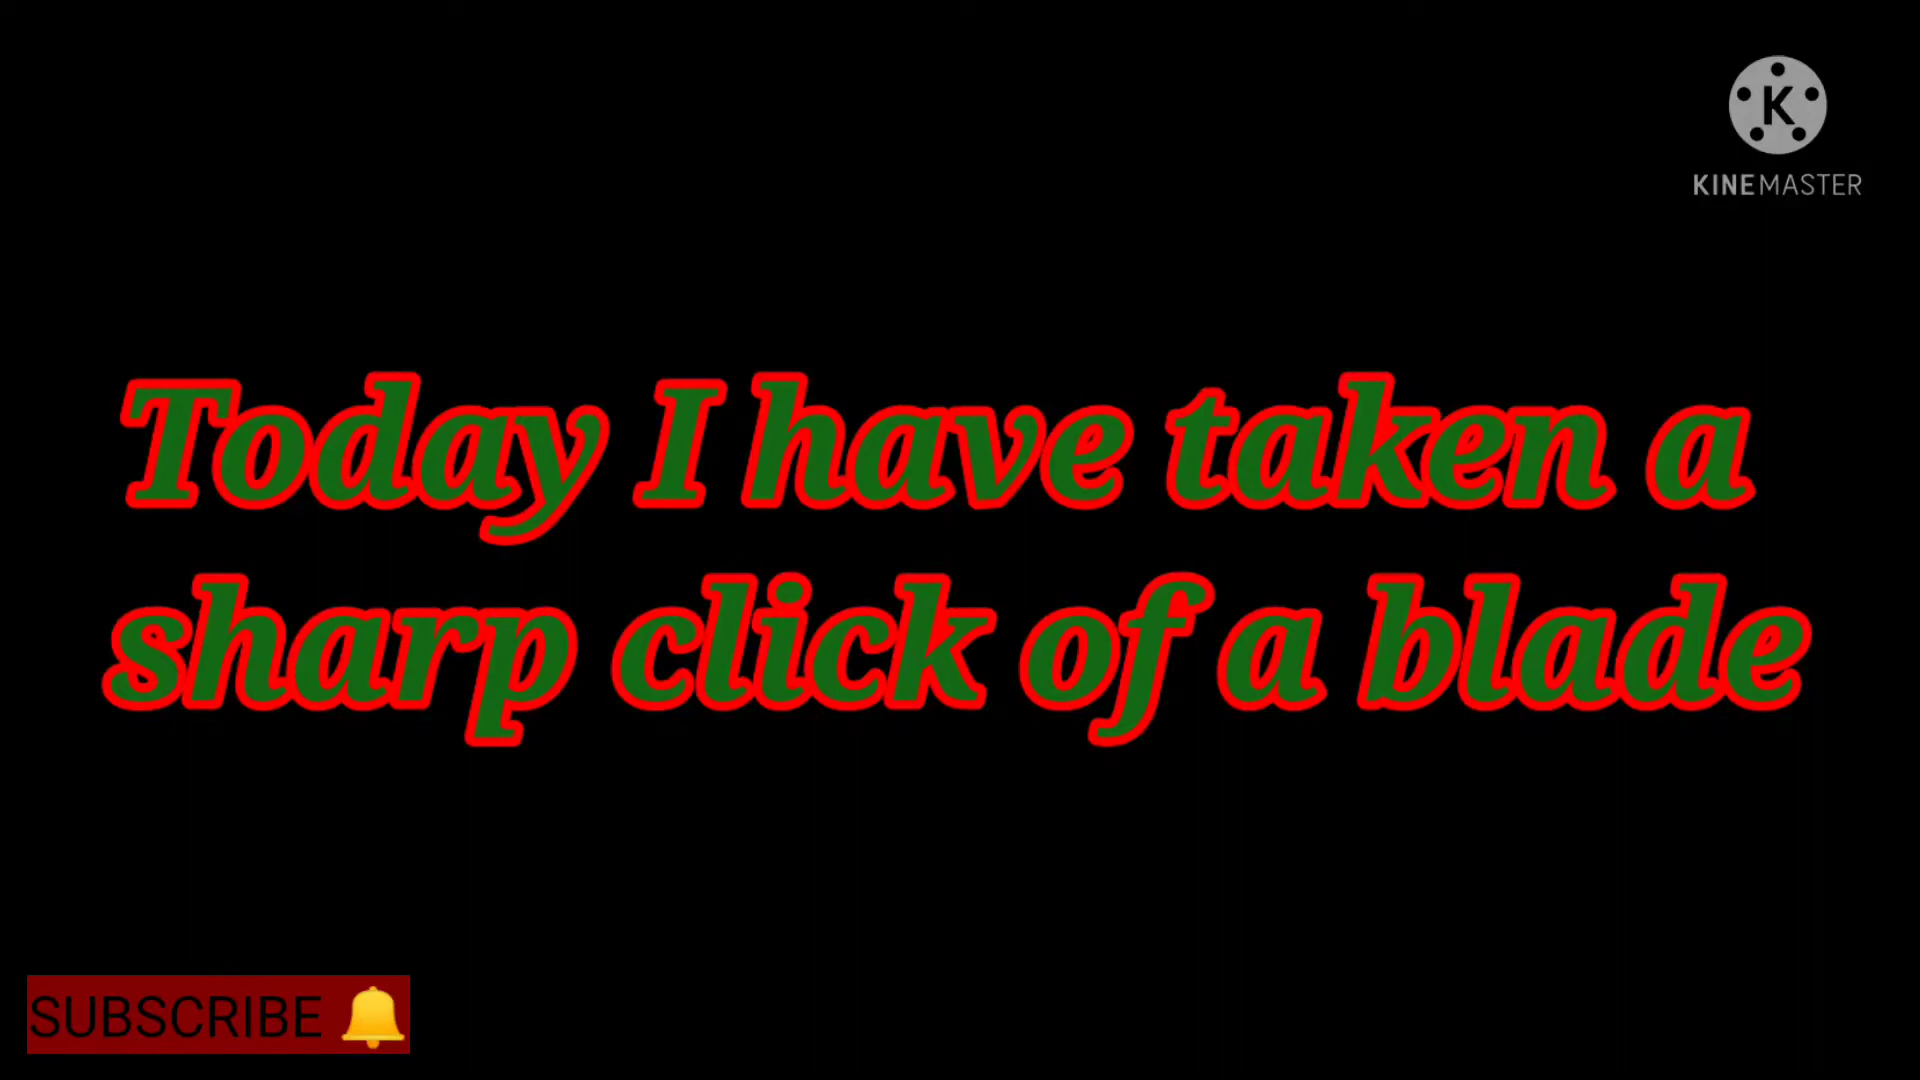 K
KINEMASTER
Today I have taken a
sharp click of a blade
SUBSCRIBE 🔔